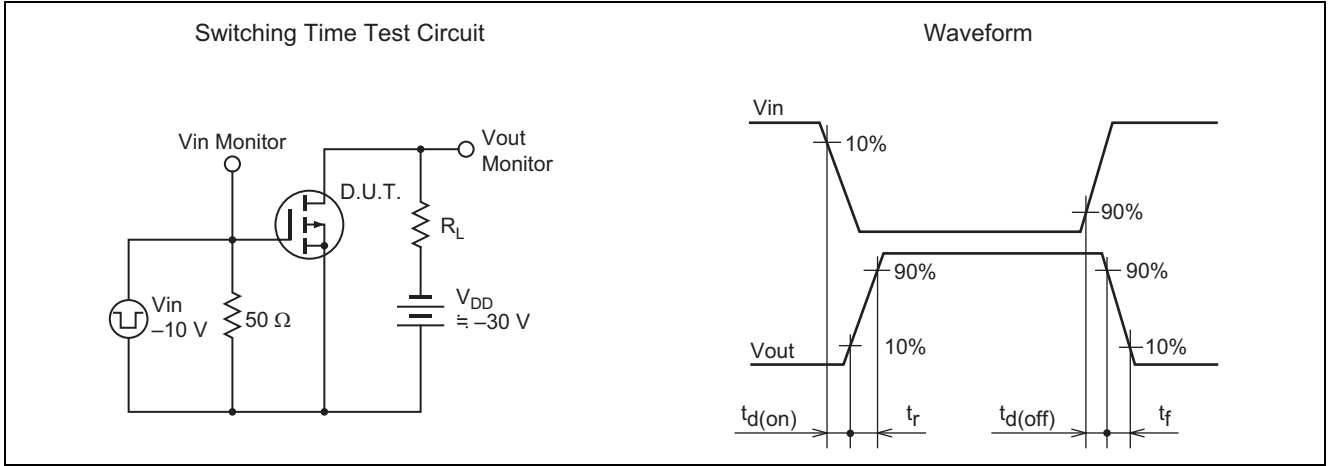 Switching Time Test Circuit
Vin Monitor
D.U.T.
Vout
Monitor
RL
Vin
–10 V
50 Ω
VDD
≒ –30 V
Waveform
Vin
10%
90%
90%
90%
Vout
10%
10%
td(on)
tr
td(off)
tf